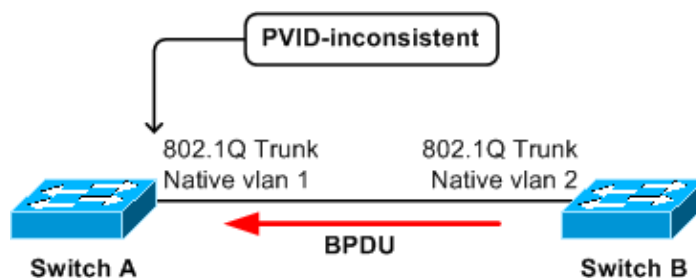 PVID-inconsistent
802.1Q Trunk
Native vlan 1
802.1Q Trunk
Native vlan 2
BPDU
Switch A
Switch B